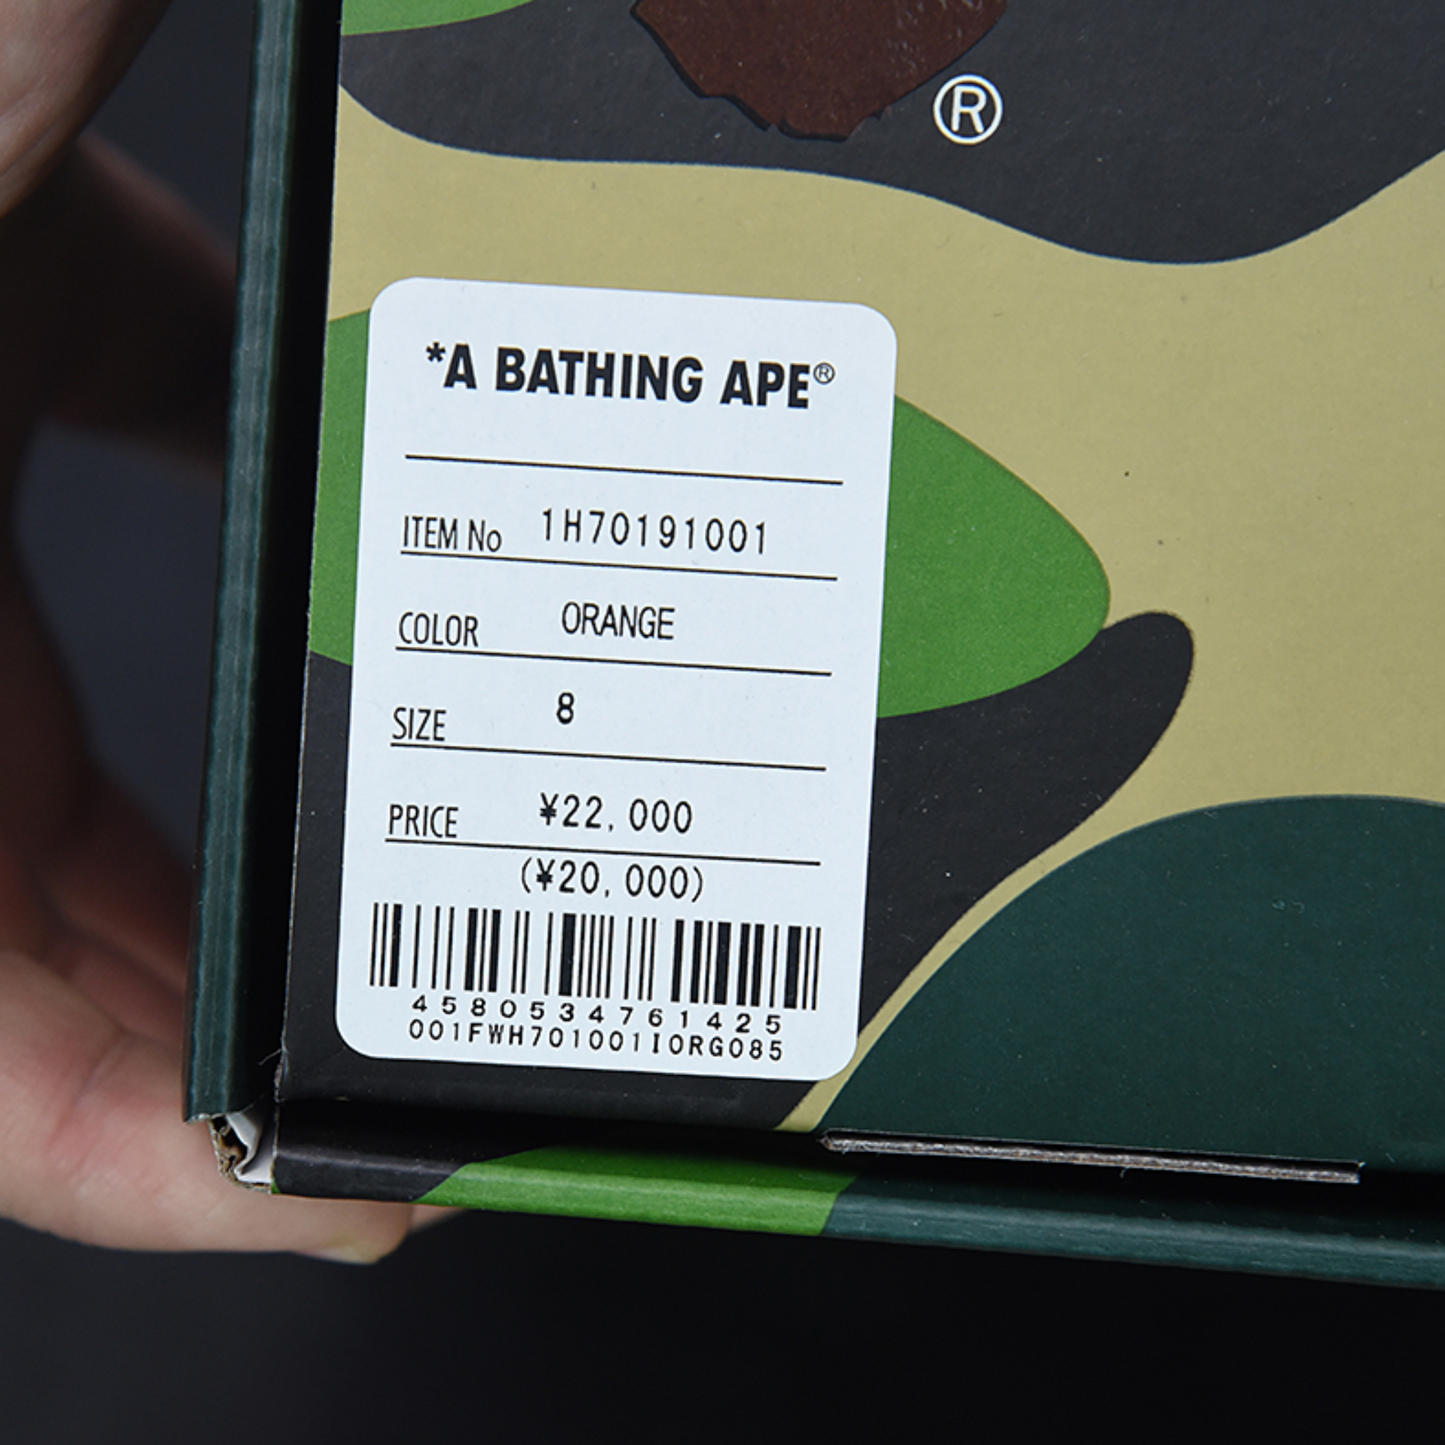 ®
*A BATHING APE®
ITEM No 1H70191001
COLOR ORANGE
SIZE 8
PRICE ¥22,000
(¥20,000)
4580534761425
001FWH701001IORG085